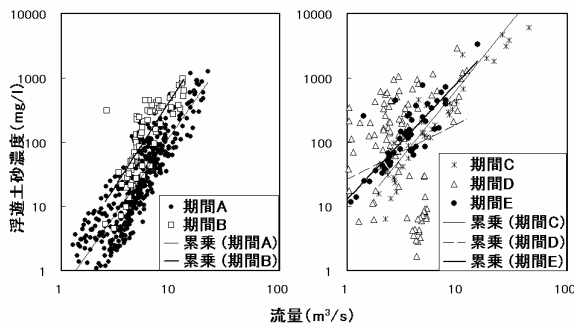 浮遊土砂濃度(mg/l)
10000
1000
100
10
1
1
10
100
期間A
期間B
累乗 (期間A)
累乗 (期間B)
10000
1000
100
10
1
1
10
100
期間C
期間D
期間E
累乗 (期間C)
累乗 (期間D)
累乗 (期間E)
流量(m³/s)